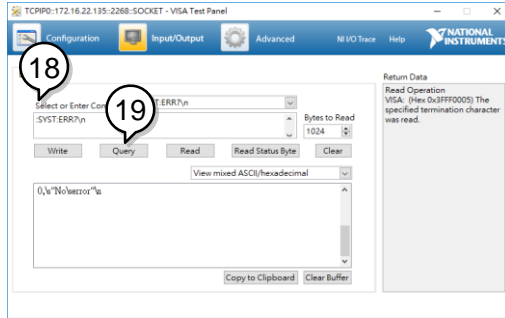 TCPIP0::172.16.22.135::2268::SOCKET - VISA Test Panel
Configuration
Input/Output
Advanced
NI I/O Trace
Help
NATIONAL
INSTRUMENTS
18
19
Return Data
Read Operation
VISA: (Hex 0x3FFF0005) The
specified termination character
was read.
Select or Enter Con
T:ERR?\n
:SYST:ERR?\n
Bytes to Read
1024
Write
Query
Read
Read Status Byte
Clear
View mixed ASCII/hexadecimal
0,\s"No\serror"\n
Copy to Clipboard
Clear Buffer